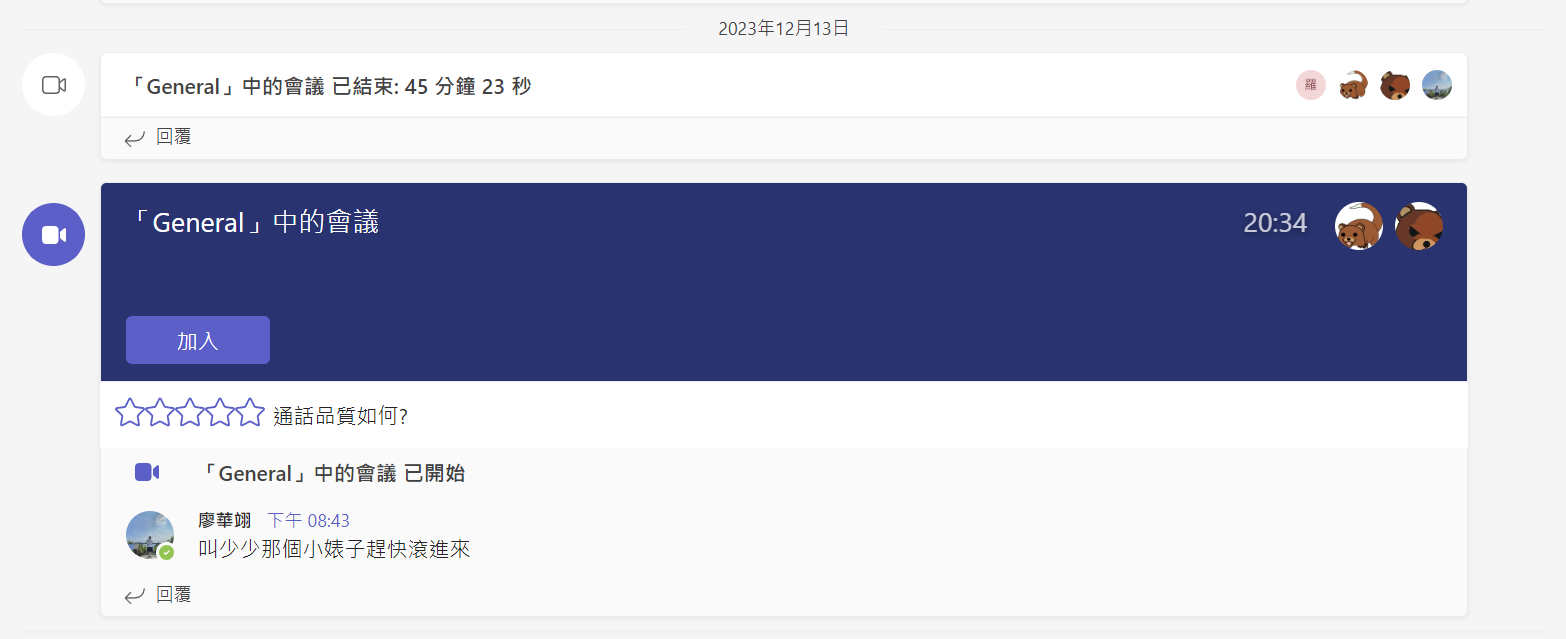 2023年12月13日
「General」中的會議 已結束: 45 分鐘 23 秒
羅
回覆
「General」中的會議
20:34
加入
通話品質如何?
「General」中的會議 已開始
廖華翊 下午 08:43
叫少少那個小婊子趕快滾進來
回覆